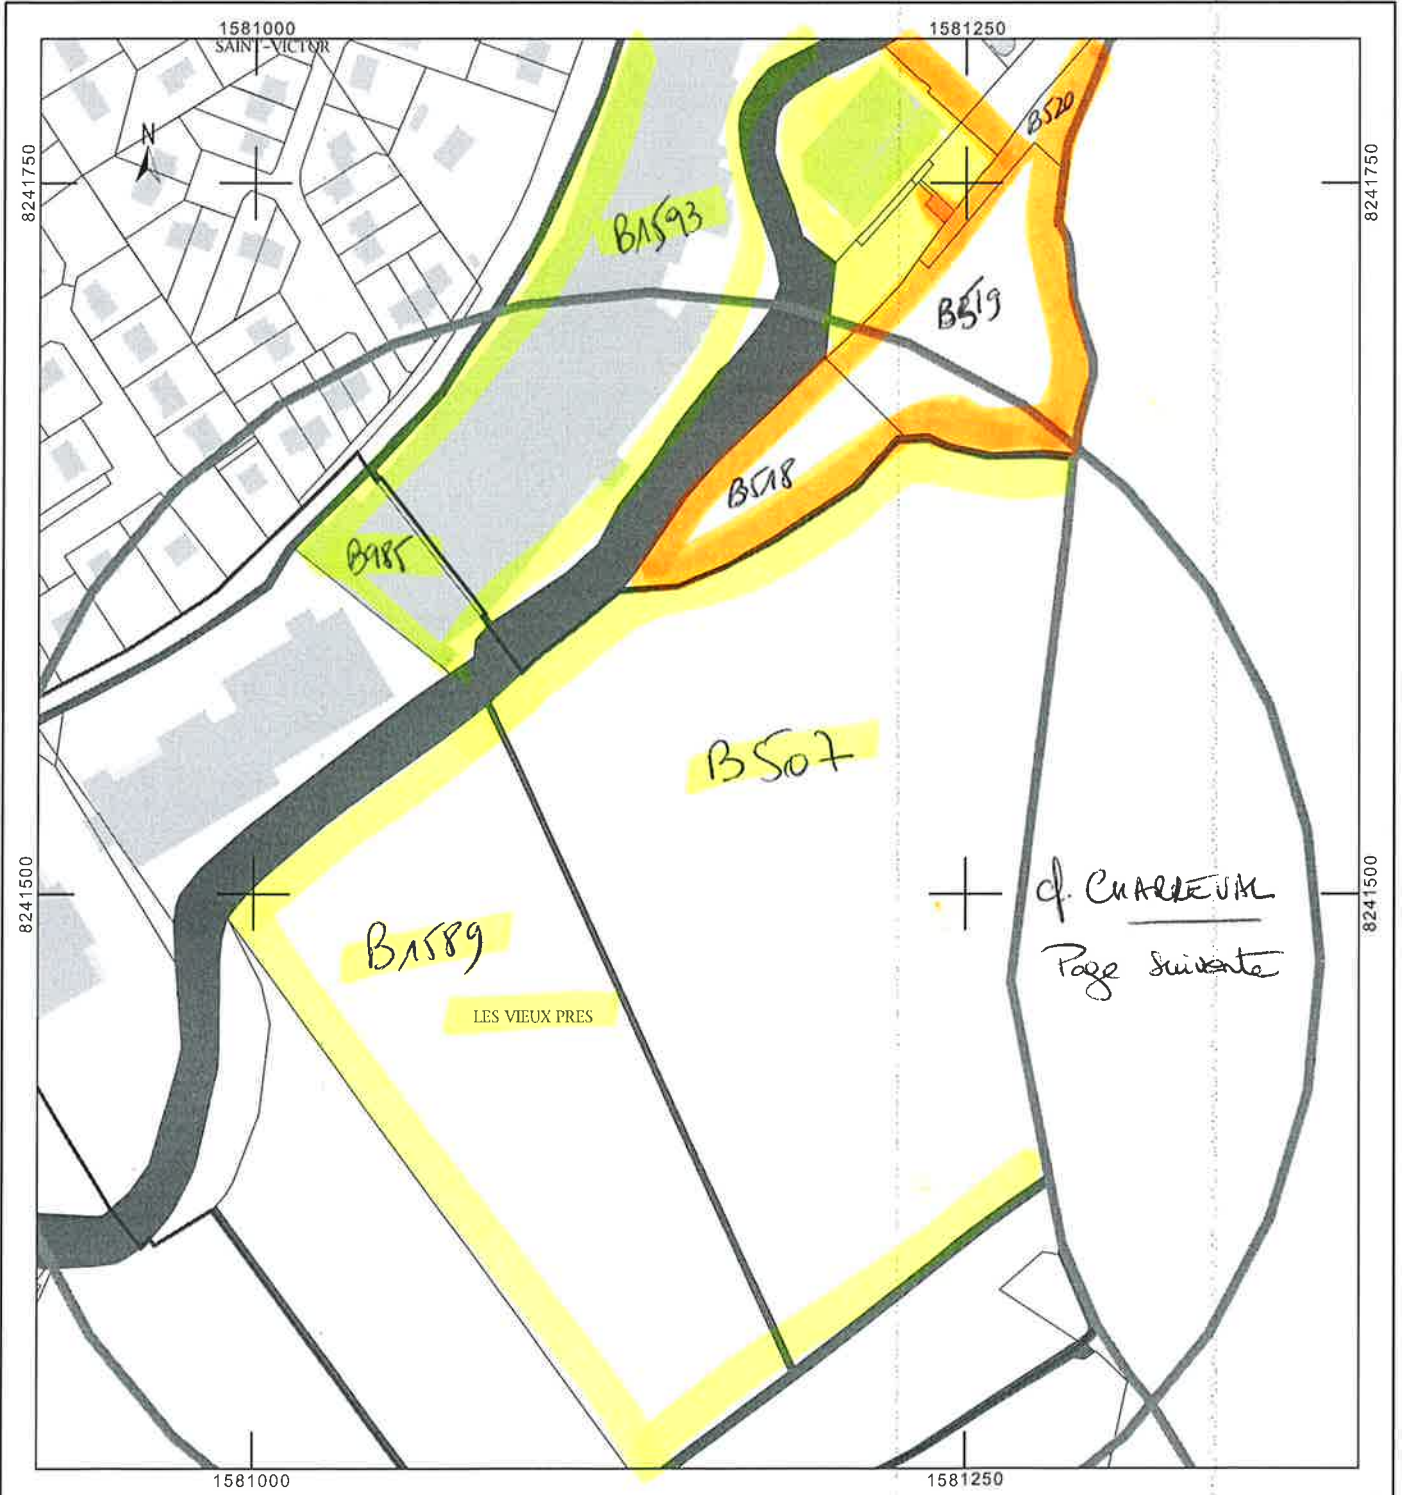 1581000
1581250
SAINT-VICTOR
N
8241750
8241750
B520
B1593
B519
B518
B985
B507
8241500
8241500
cf. CHARLEVAL
Page suivante
B1589
LES VIEUX PRES
1581000
1581250